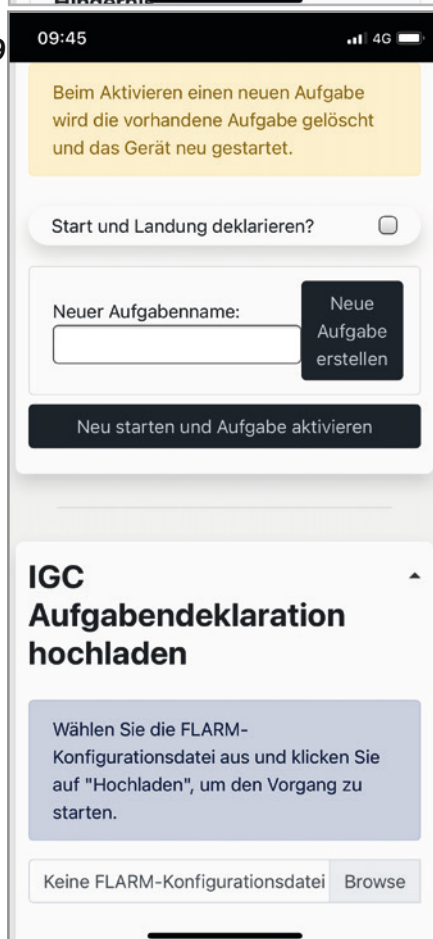 Hindernis
9
09:45
4G
Beim Aktivieren einen neuen Aufgabe
wird die vorhandene Aufgabe gelöscht
und das Gerät neu gestartet.
Start und Landung deklarieren?
Neuer Aufgabenname:
Neue
Aufgabe
erstellen
Neu starten und Aufgabe aktivieren
IGC
Aufgabendeklaration
hochladen
Wählen Sie die FLARM-
Konfigurationsdatei aus und klicken Sie
auf "Hochladen", um den Vorgang zu
starten.
Keine FLARM-Konfigurationsdatei Browse